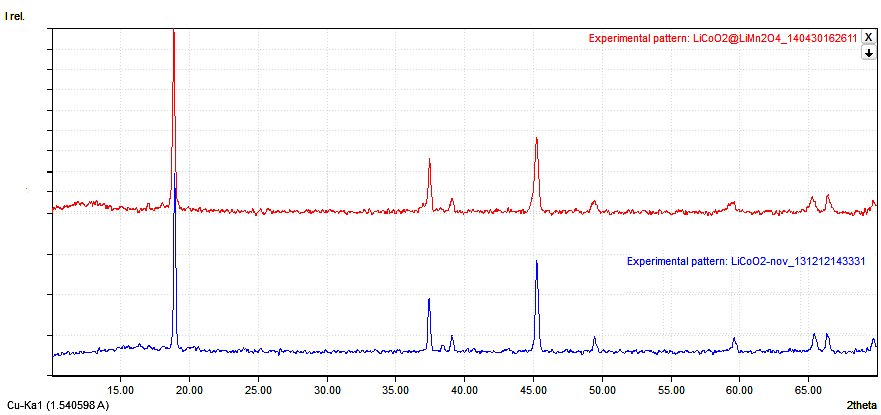 I rel.
Experimental pattern: LiCoO2@LiMn2O4_140430162611 X
Experimental pattern: LiCoO2-nov_131212143331
15.00 20.00 25.00 30.00 35.00 40.00 45.00 50.00 55.00 60.00 65.00
Cu-Ka1 (1.540598 A) 2theta